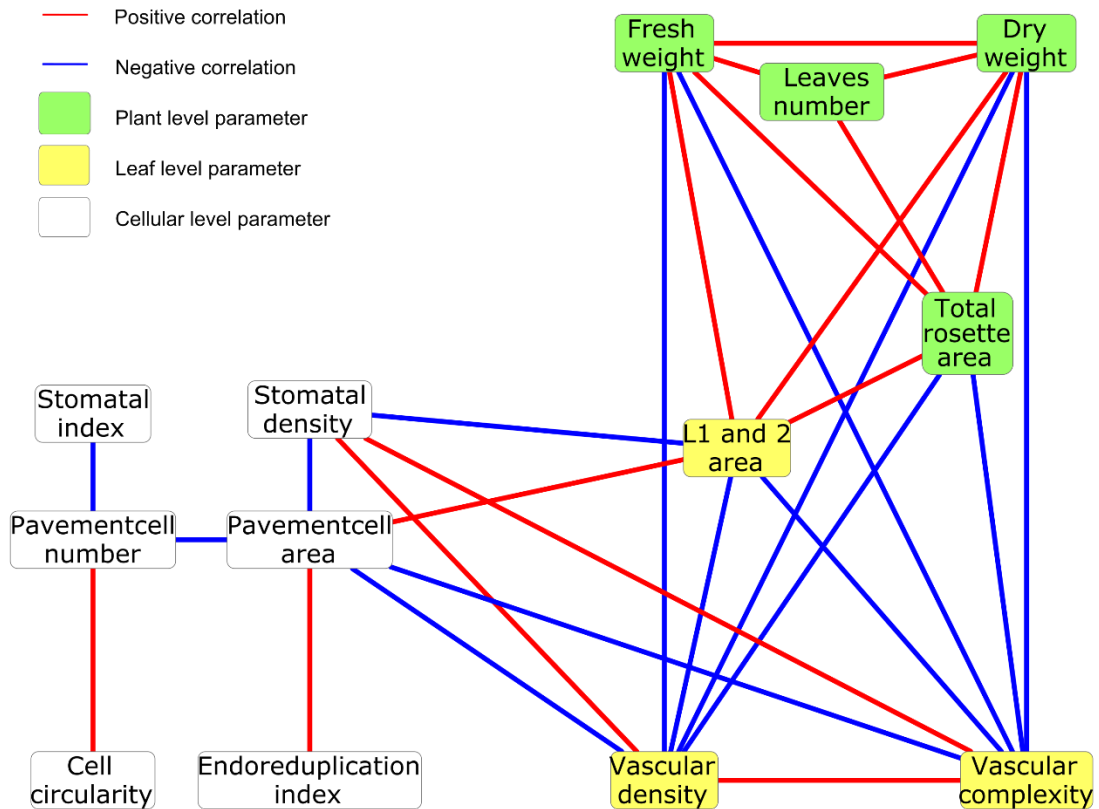 Positive correlation
Negative correlation
Plant level parameter
Leaf level parameter
Cellular level parameter
Fresh
weight
Dry
weight
Leaves
number
Total
rosette
area
Stomatal
index
Stomatal
density
L1 and 2
area
Pavementcell
number
Pavementcell
area
Cell
circularity
Endoreduplication
index
Vascular
density
Vascular
complexity